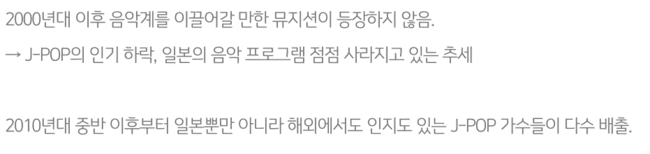 2000년대 이후 음악계를 이끌어갈 만한 뮤지션이 등장하지 않음.
→ J-POP의 인기 하락, 일본의 음악 프로그램 점점 사라지고 있는 추세
2010년대 중반 이후부터 일본뿐만 아니라 해외에서도 인지도 있는 J-POP 가수들이 다수 배출.